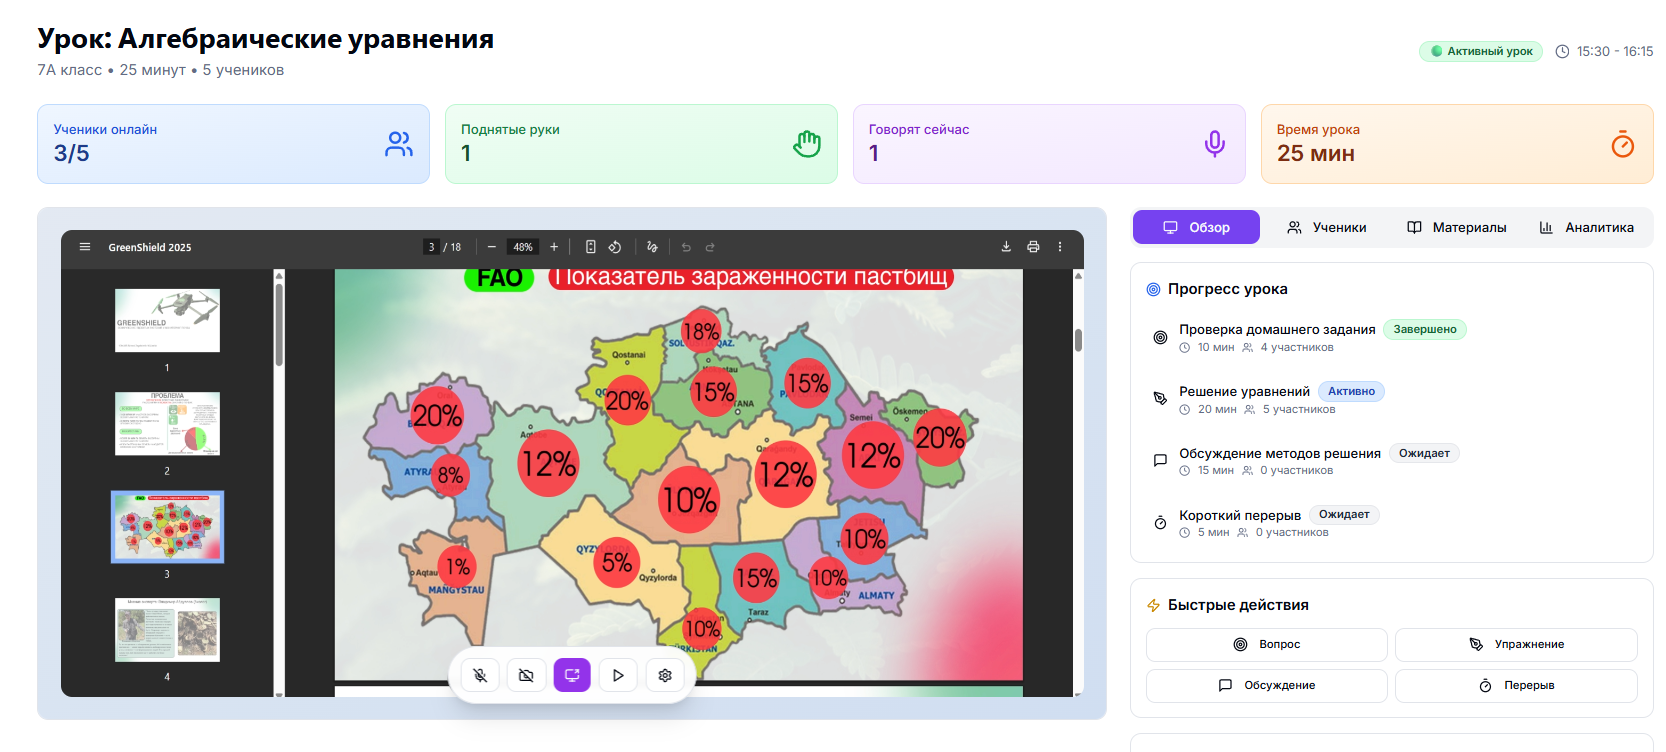 Урок: Алгебраические уравнения
7А класс • 25 минут • 5 учеников
Активный урок
15:30 - 16:15
Ученики онлайн
3/5
Поднятые руки
1
Говорят сейчас
1
Время урока
25 мин
GreenShield 2025
3 / 18
48%
GREENSHIELD
1
ПРОБЛЕМА
2
3
4
FAO Показатель зараженности пастбищ
18%
Qostanai
20%
15%
15%
TANA
20%
Semei
Öskemen
20%
12%
12%
12%
ATYRA
8%
10%
10%
Aqtau
1%
MANGYSTAU
QYZ
5%
Qyzylorda
15%
Taraz
10%
ALMATY
10%
Обзор
Ученики
Материалы
Аналитика
Прогресс урока
Проверка домашнего задания Завершено
10 мин 4 участников
Решение уравнений Активно
20 мин 5 участников
Обсуждение методов решения Ожидает
15 мин 0 участников
Короткий перерыв Ожидает
5 мин 0 участников
Быстрые действия
Вопрос
Упражнение
Обсуждение
Перерыв